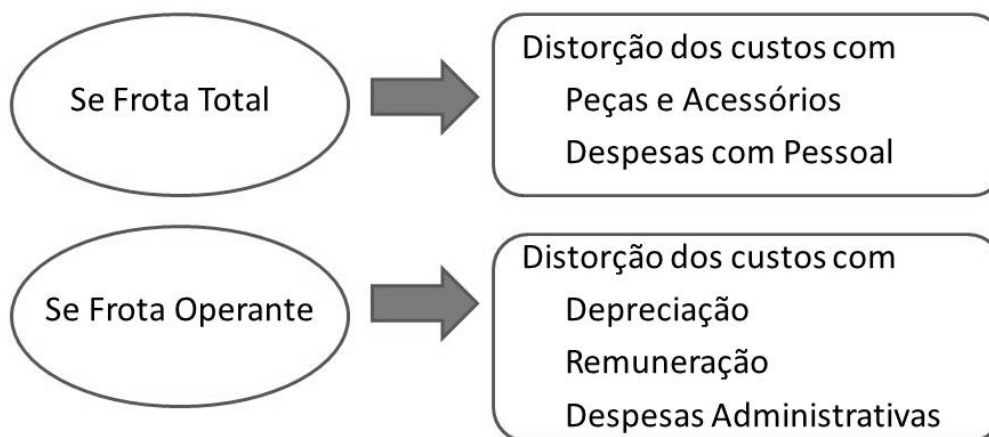 Se Frota Total
Distorção dos custos com
Peças e Acessórios
Despesas com Pessoal
Se Frota Operante
Distorção dos custos com
Depreciação
Remuneração
Despesas Administrativas